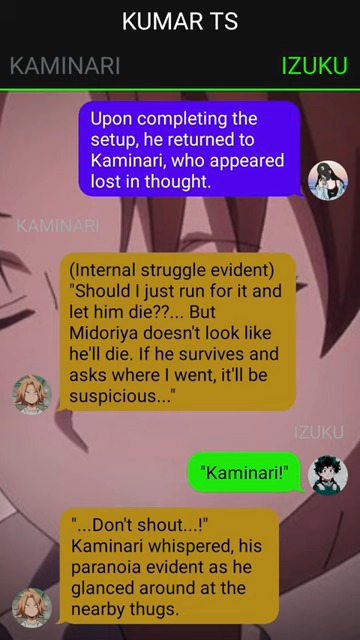 KUMAR TS
KAMINARI
IZUKU
Upon completing the
setup, he returned to
Kaminari, who appeared
lost in thought.
KAMINARI
(Internal struggle evident)
"Should I just run for it and
let him die??... But
Midoriya doesn't look like
he'll die. If he survives and
asks where I went, it'll be
suspicious..."
IZUKU
"Kaminari!"
"...Don't shout...!"
Kaminari whispered, his
paranoia evident as he
glanced around at the
nearby thugs.